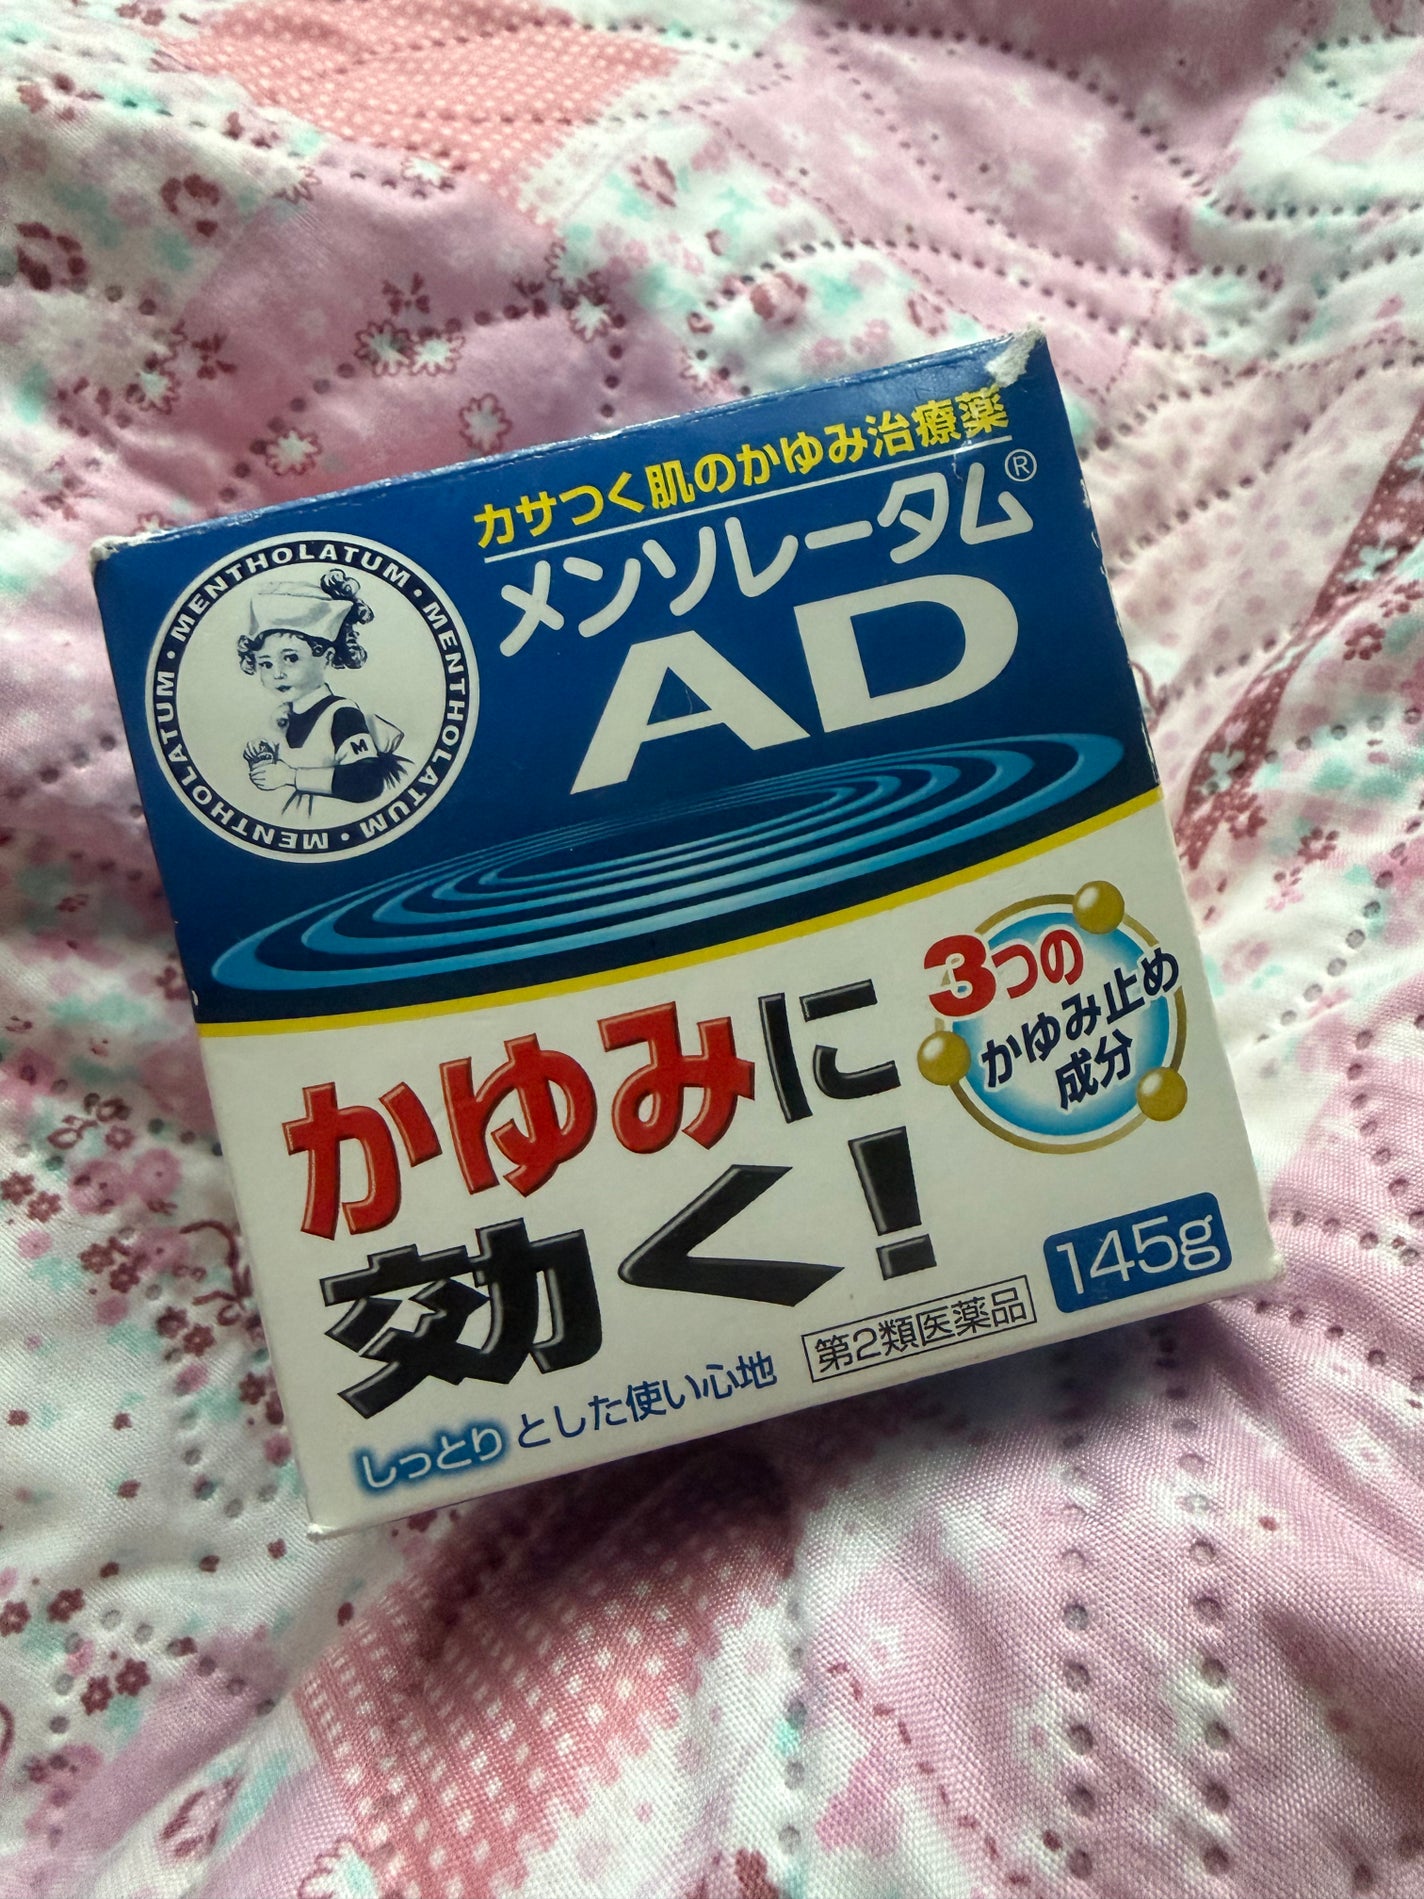 カサつく肌のかゆみ治療薬
メンソレータム®
AD
MENTHOLATUM・MENTHOLATUM・MENTHOLATUM・
M
3つの
かゆみ止め
成分
かゆみに
効く!
145g
第2類医薬品
しっとりとした使い心地